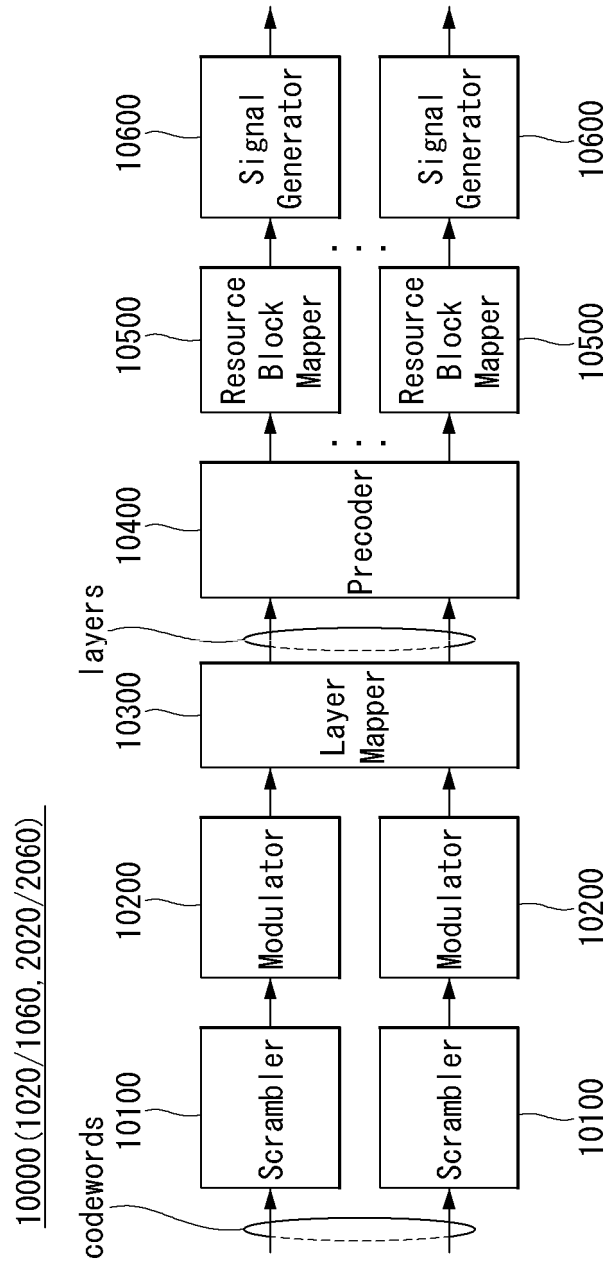 10000(1020/1060, 2020/2060)
codewords
layers
10100
10200
10300
10400
10500
10600
Scrambler
Modulator
Layer
Mapper
Precoder
Resource
Block
Mapper
Signal
Generator
. . .
. . .
Scrambler
Modulator
Resource
Block
Mapper
Signal
Generator
10100
10200
10500
10600